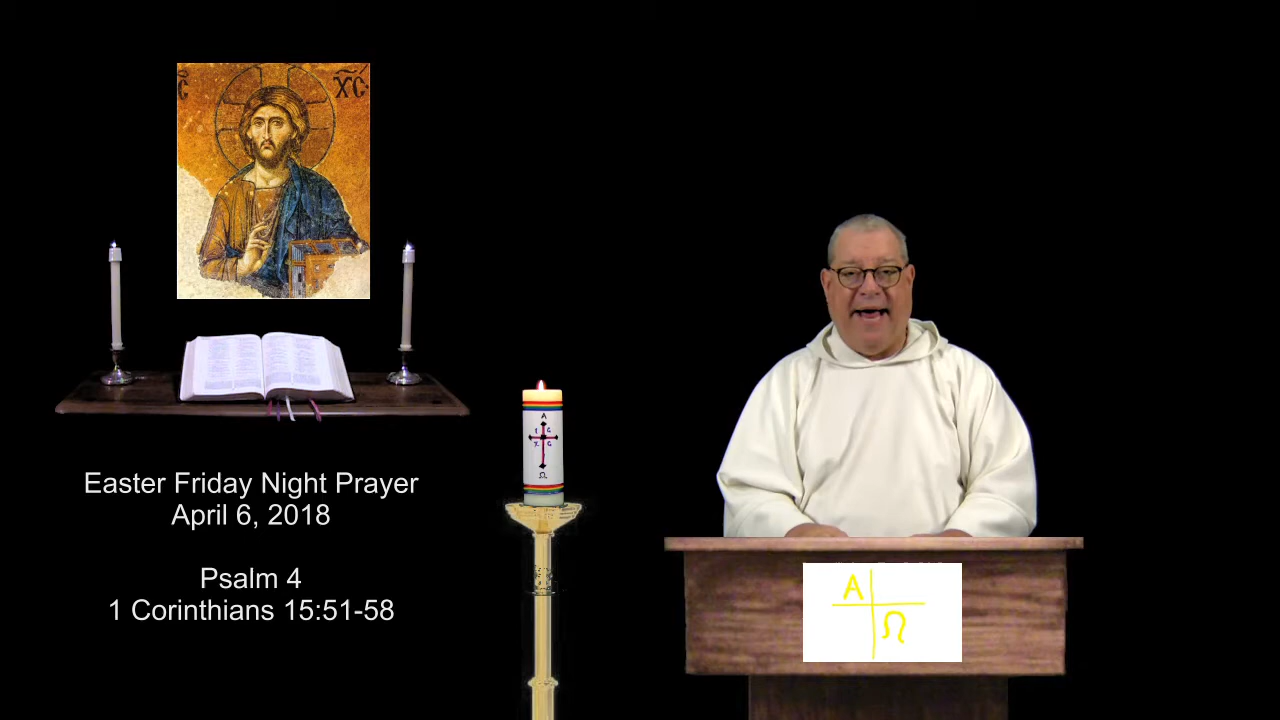 X̃C
Easter Friday Night Prayer
April 6, 2018
Psalm 4
1 Corinthians 15:51-58
Α
Ω
Α
Ω